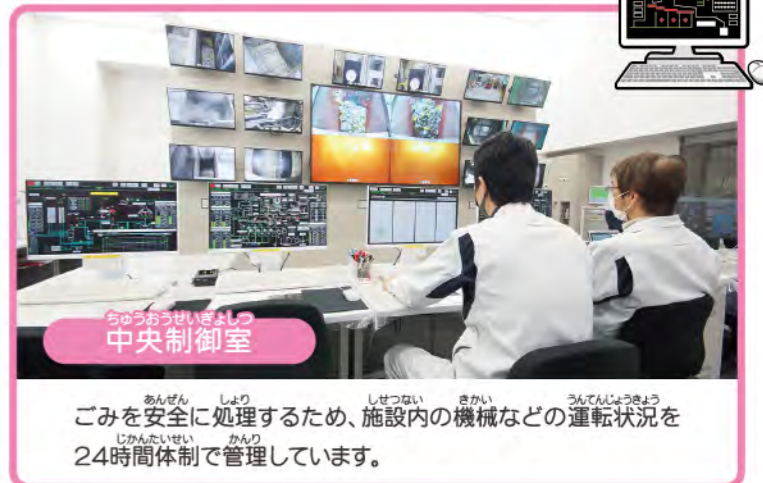 ちゅうおうせいぎょしつ
中央制御室
あんぜん しょり しせつない きかい うんてんじょうきょう
ごみを安全に処理するため、施設内の機械などの運転状況を
じかんたいせい かんり
24時間体制で管理しています。